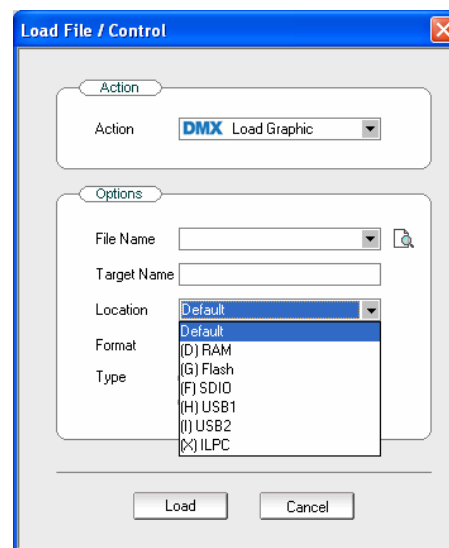 Load File / Control
Action
Action DMX Load Graphic
Options
File Name
Target Name
Location Default
Default
Format (D) RAM
(G) Flash
Type (F) SDIO
(H) USB1
(I) USB2
(X) ILPC
Load Cancel